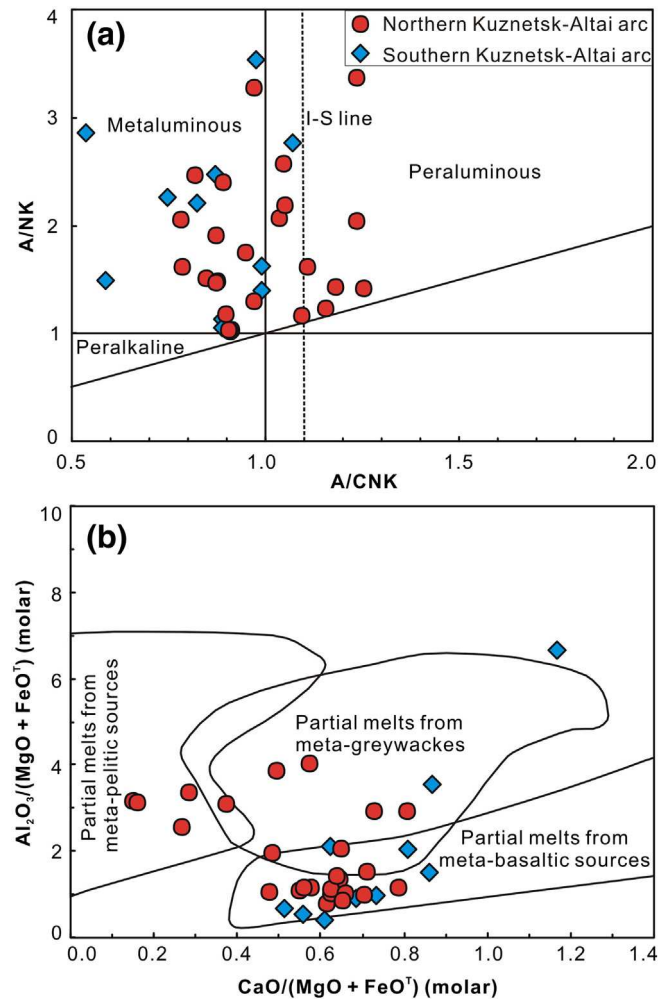 (a)
Northern Kuznetsk-Altai arc
Southern Kuznetsk-Altai arc
I-S line
Metaluminous
Peraluminous
Peralkaline
A/NK
4
3
2
1
0
0.5
1.0
1.5
2.0
A/CNK
(b)
Partial melts from
meta-pelitic sources
Partial melts from
meta-greywackes
Partial melts from
meta-basaltic sources
Al₂O₃/(MgO + FeOᵀ) (molar)
10
8
6
4
2
0
0.0
0.2
0.4
0.6
0.8
1.0
1.2
1.4
CaO/(MgO + FeOᵀ) (molar)